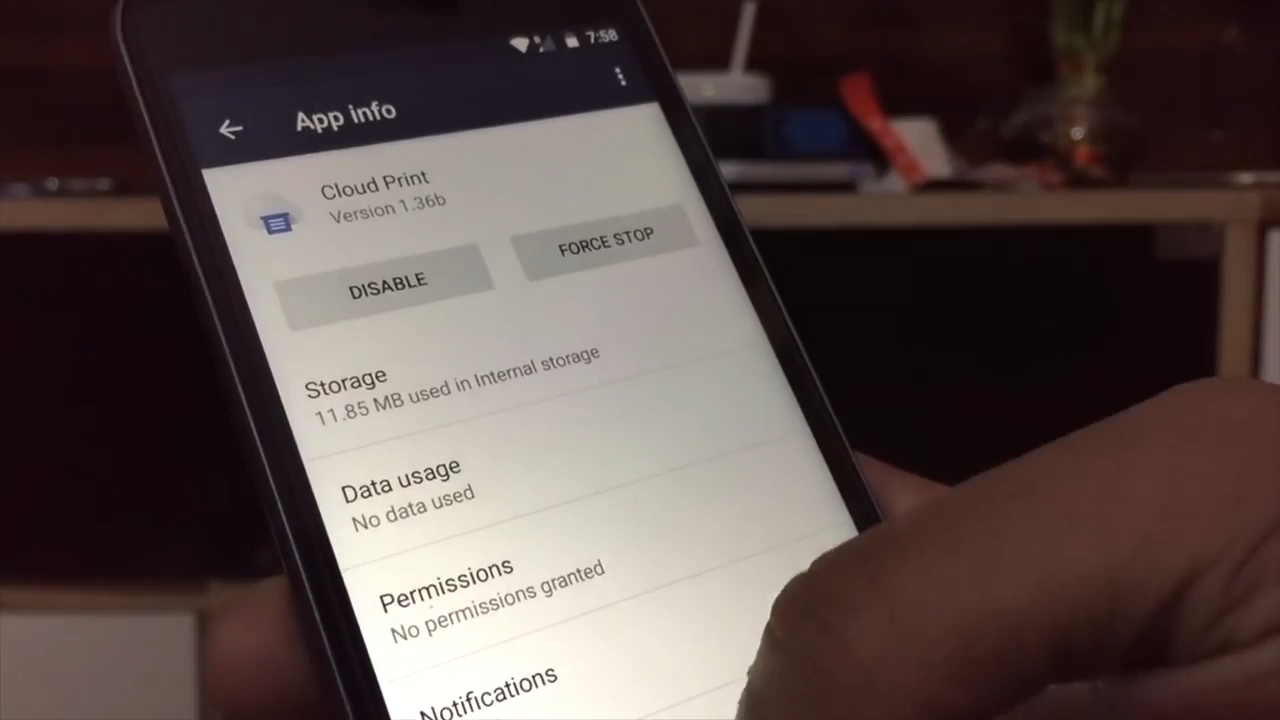 7:58
App info
Cloud Print
Version 1.36b
DISABLE
FORCE STOP
Storage
11.85 MB used in Internal storage
Data usage
No data used
Permissions
No permissions granted
Notifications